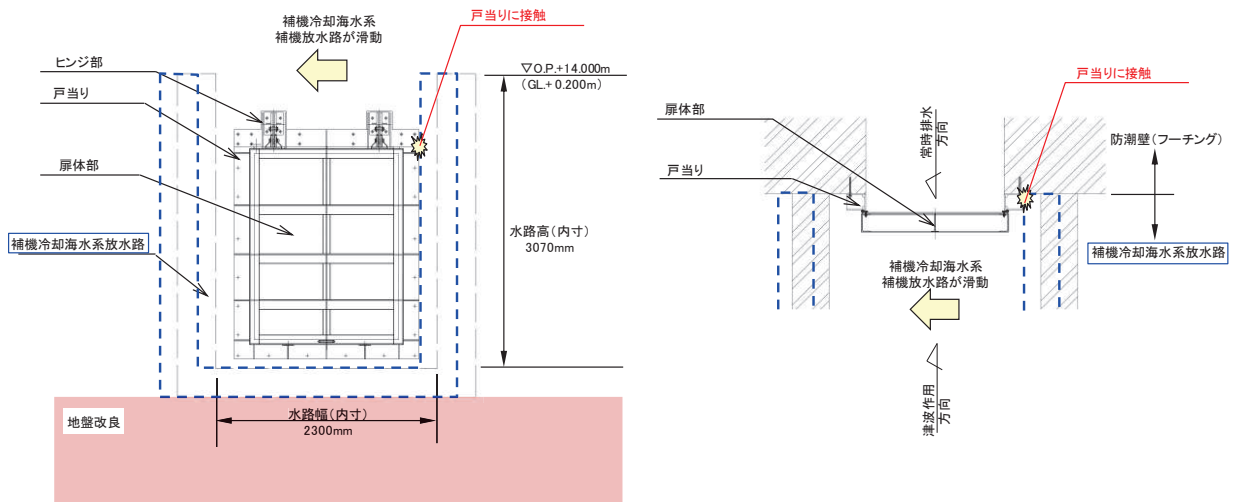 補機冷却海水系
補機放水路が滑動
戸当りに接触
ヒンジ部
▽O.P.+14.000m
(GL.+0.200m)
戸当り
扉体部
水路高(内寸)
3070mm
補機冷却海水系放水路
地盤改良
水路幅(内寸)
2300mm
戸当りに接触
扉体部
常時排水
方向
防潮壁(フーチング)
戸当り
補機冷却海水系放水路
補機冷却海水系
補機放水路が滑動
津波作用
方向